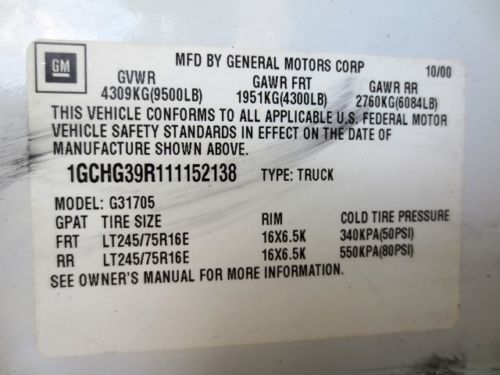 GM
MFD BY GENERAL MOTORS CORP 10/00
GVWR GAWR FRT GAWR RR
4309KG(9500LB) 1951KG(4300LB) 2760KG(6084LB)
THIS VEHICLE CONFORMS TO ALL APPLICABLE U.S. FEDERAL MOTOR
VEHICLE SAFETY STANDARDS IN EFFECT ON THE DATE OF
MANUFACTURE SHOWN ABOVE.
1GCHG39R111152138 TYPE: TRUCK
MODEL: G31705
GPAT TIRE SIZE RIM COLD TIRE PRESSURE
FRT LT245/75R16E 16X6.5K 340KPA(50PSI)
RR LT245/75R16E 16X6.5K 550KPA(80PSI)
SEE OWNER'S MANUAL FOR MORE INFORMATION.